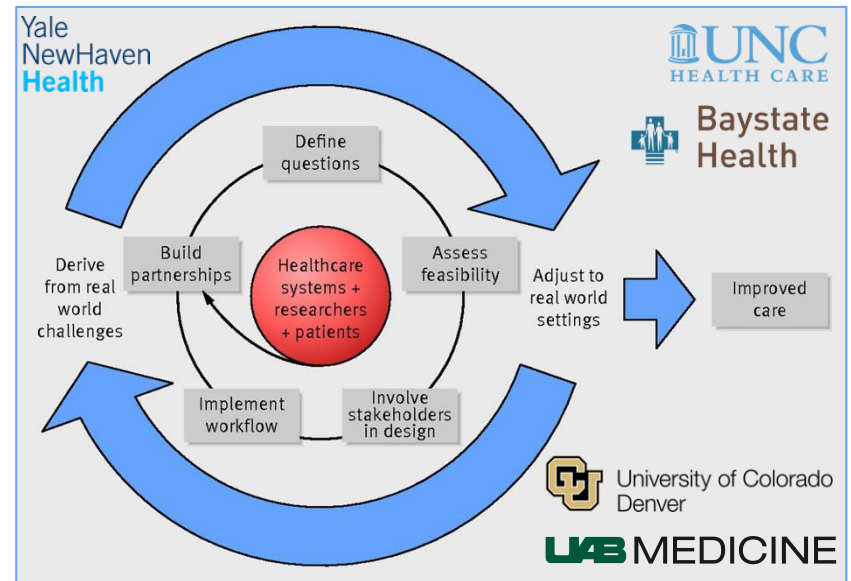 Yale
NewHaven
Health
UNC
HEALTH CARE
Baystate
Health
Define
questions
Build
partnerships
Healthcare
systems +
researchers
+ patients
Assess
feasibility
Derive
from real
world
challenges
Adjust to
real world
settings
Improved
care
Implement
workflow
Involve
stakeholders
in design
CU
University of Colorado
Denver
UAB MEDICINE